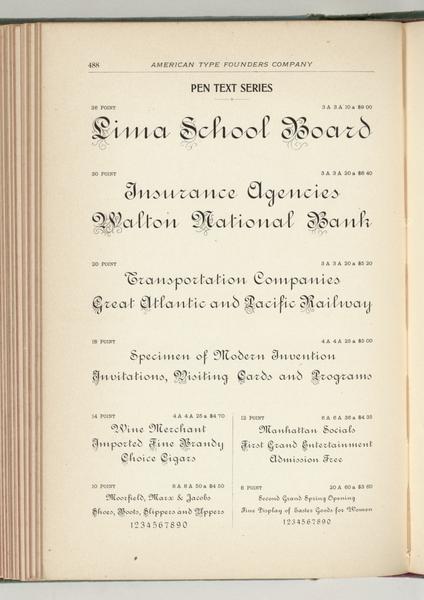 488
AMERICAN TYPE FOUNDERS COMPANY
PEN TEXT SERIES
36 POINT 3 A 3 A 10 a $9 00
Lima School Board
30 POINT 3 A 3 A 20 a $6 40
Insurance Agencies
Walton National Bank
20 POINT 3 A 3 A 20 a $5 20
Transportation Companies
Great Atlantic and Pacific Railway
18 POINT 4 A 4 A 25 a $5 00
Specimen of Modern Invention
Invitations, Visiting Cards and Programs
14 POINT 4 A 4 A 25 a $4 70
Wine Merchant
Imported Fine Brandy
Choice Cigars
12 POINT 6 A 6 A 36 a $4 35
Manhattan Socials
First Grand Entertainment
Admission Free
10 POINT 8 A 8 A 50 a $4 50
Moorfield, Marx & Jacobs
Shoes, Boots, Slippers and Uppers
1234567890
8 POINT 20 A 60 a $3 60
Second Grand Spring Opening
Fine Display of Easter Goods for Women
1234567890